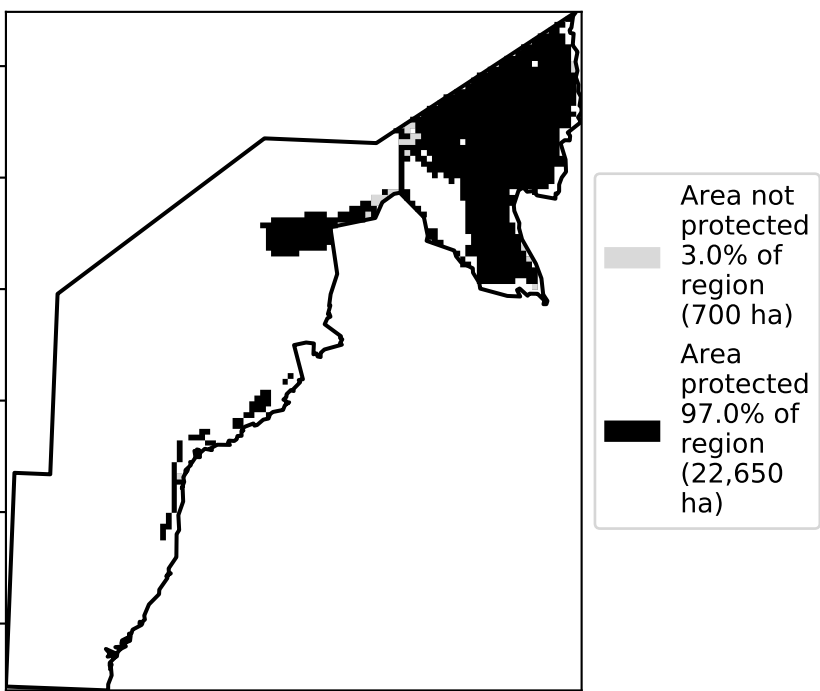 Area not
protected
3.0% of
region
(700 ha)
Area
protected
97.0% of
region
(22,650
ha)